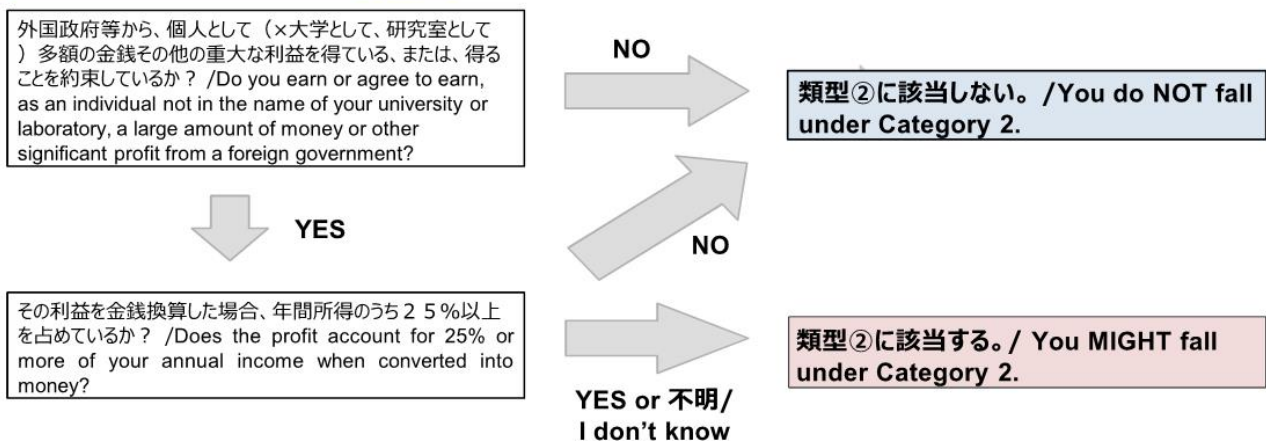 外国政府等から、個人として（×大学として、研究室として
）多額の金銭その他の重大な利益を得ている、または、得る
ことを約束しているか？ /Do you earn or agree to earn,
as an individual not in the name of your university or
laboratory, a large amount of money or other
significant profit from a foreign government?
NO
類型②に該当しない。 /You do NOT fall
under Category 2.
YES
NO
その利益を金銭換算した場合、年間所得のうち２５%以上
を占めているか？ /Does the profit account for 25% or
more of your annual income when converted into
money?
YES or 不明/
I don't know
類型②に該当する。/ You MIGHT fall
under Category 2.